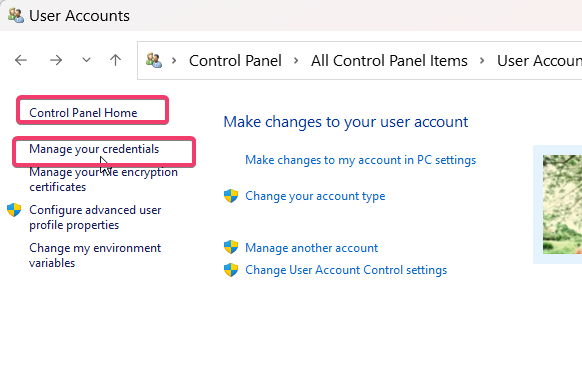 User Accounts
Control Panel > All Control Panel Items > User Accoun
Control Panel Home
Manage your credentials
Manage your file encryption
certificates
Configure advanced user
profile properties
Change my environment
variables
Make changes to your user account
Make changes to my account in PC settings
Change your account type
Manage another account
Change User Account Control settings